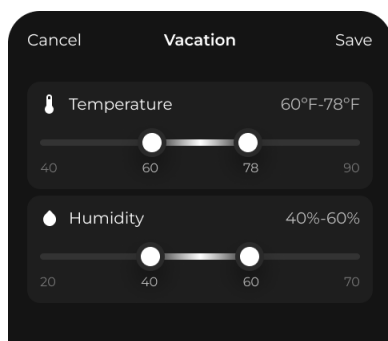 Cancel Vacation Save
Temperature 60°F-78°F
40 60 78 90
Humidity 40%-60%
20 40 60 70